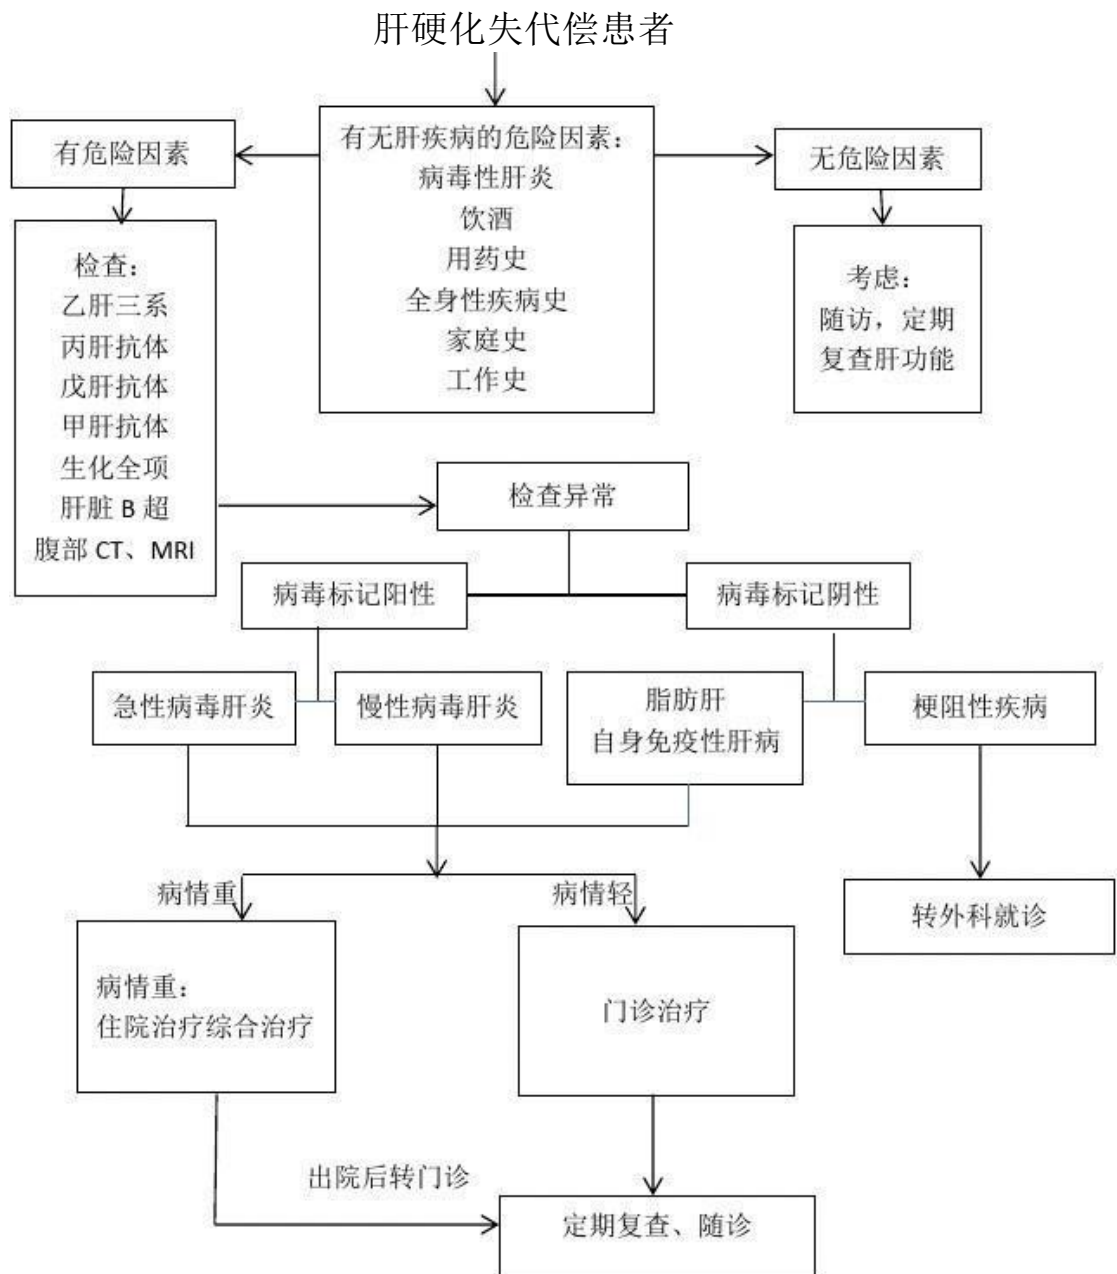 肝硬化失代偿患者
有危险因素
有无肝疾病的危险因素：
病毒性肝炎
饮酒
用药史
全身性疾病史
家庭史
工作史
无危险因素
检查：
乙肝三系
丙肝抗体
戊肝抗体
甲肝抗体
生化全项
肝脏 B 超
腹部 CT、MRI
考虑：
随访，定期
复查肝功能
检查异常
病毒标记阳性
病毒标记阴性
急性病毒肝炎
慢性病毒肝炎
脂肪肝
自身免疫性肝病
梗阻性疾病
病情重
病情轻
转外科就诊
病情重：
住院治疗综合治疗
门诊治疗
出院后转门诊
定期复查、随诊